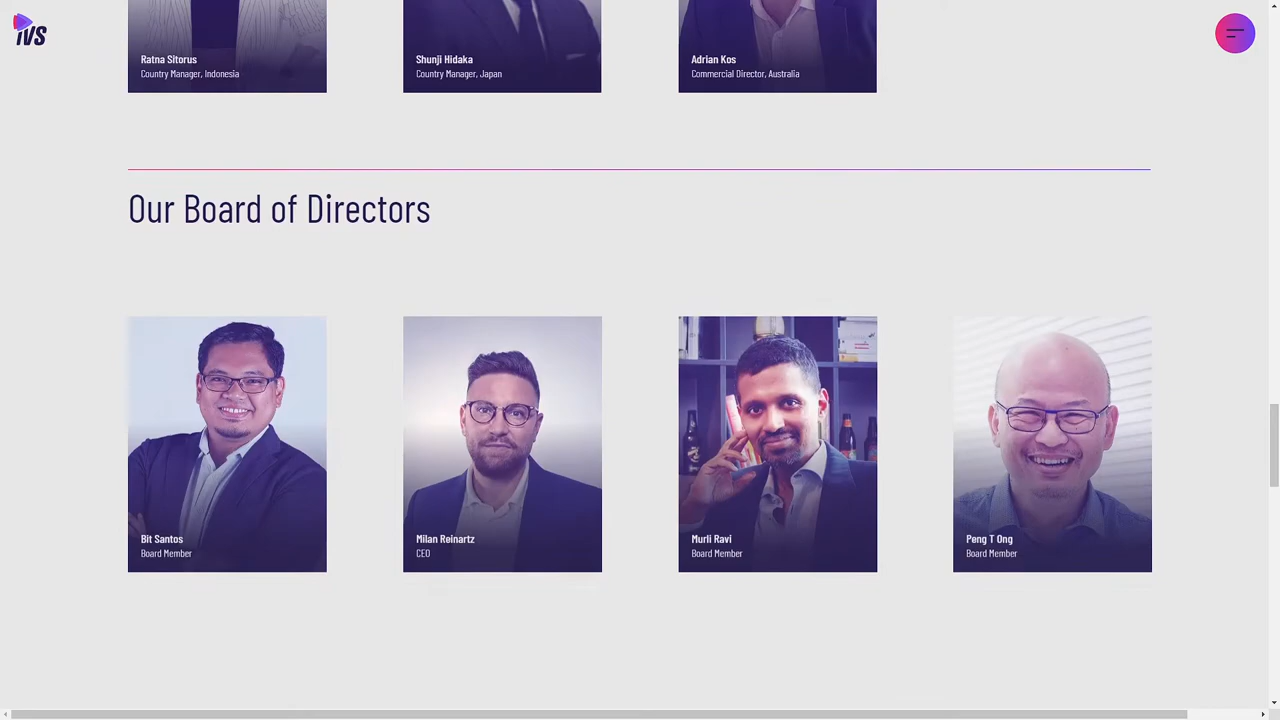 iVS
Ratna Sitorus
Country Manager, Indonesia
Shunji Hidaka
Country Manager, Japan
Adrian Kos
Commercial Director, Australia
Our Board of Directors
Bit Santos
Board Member
Milan Reinartz
CEO
Murli Ravi
Board Member
Peng T Ong
Board Member